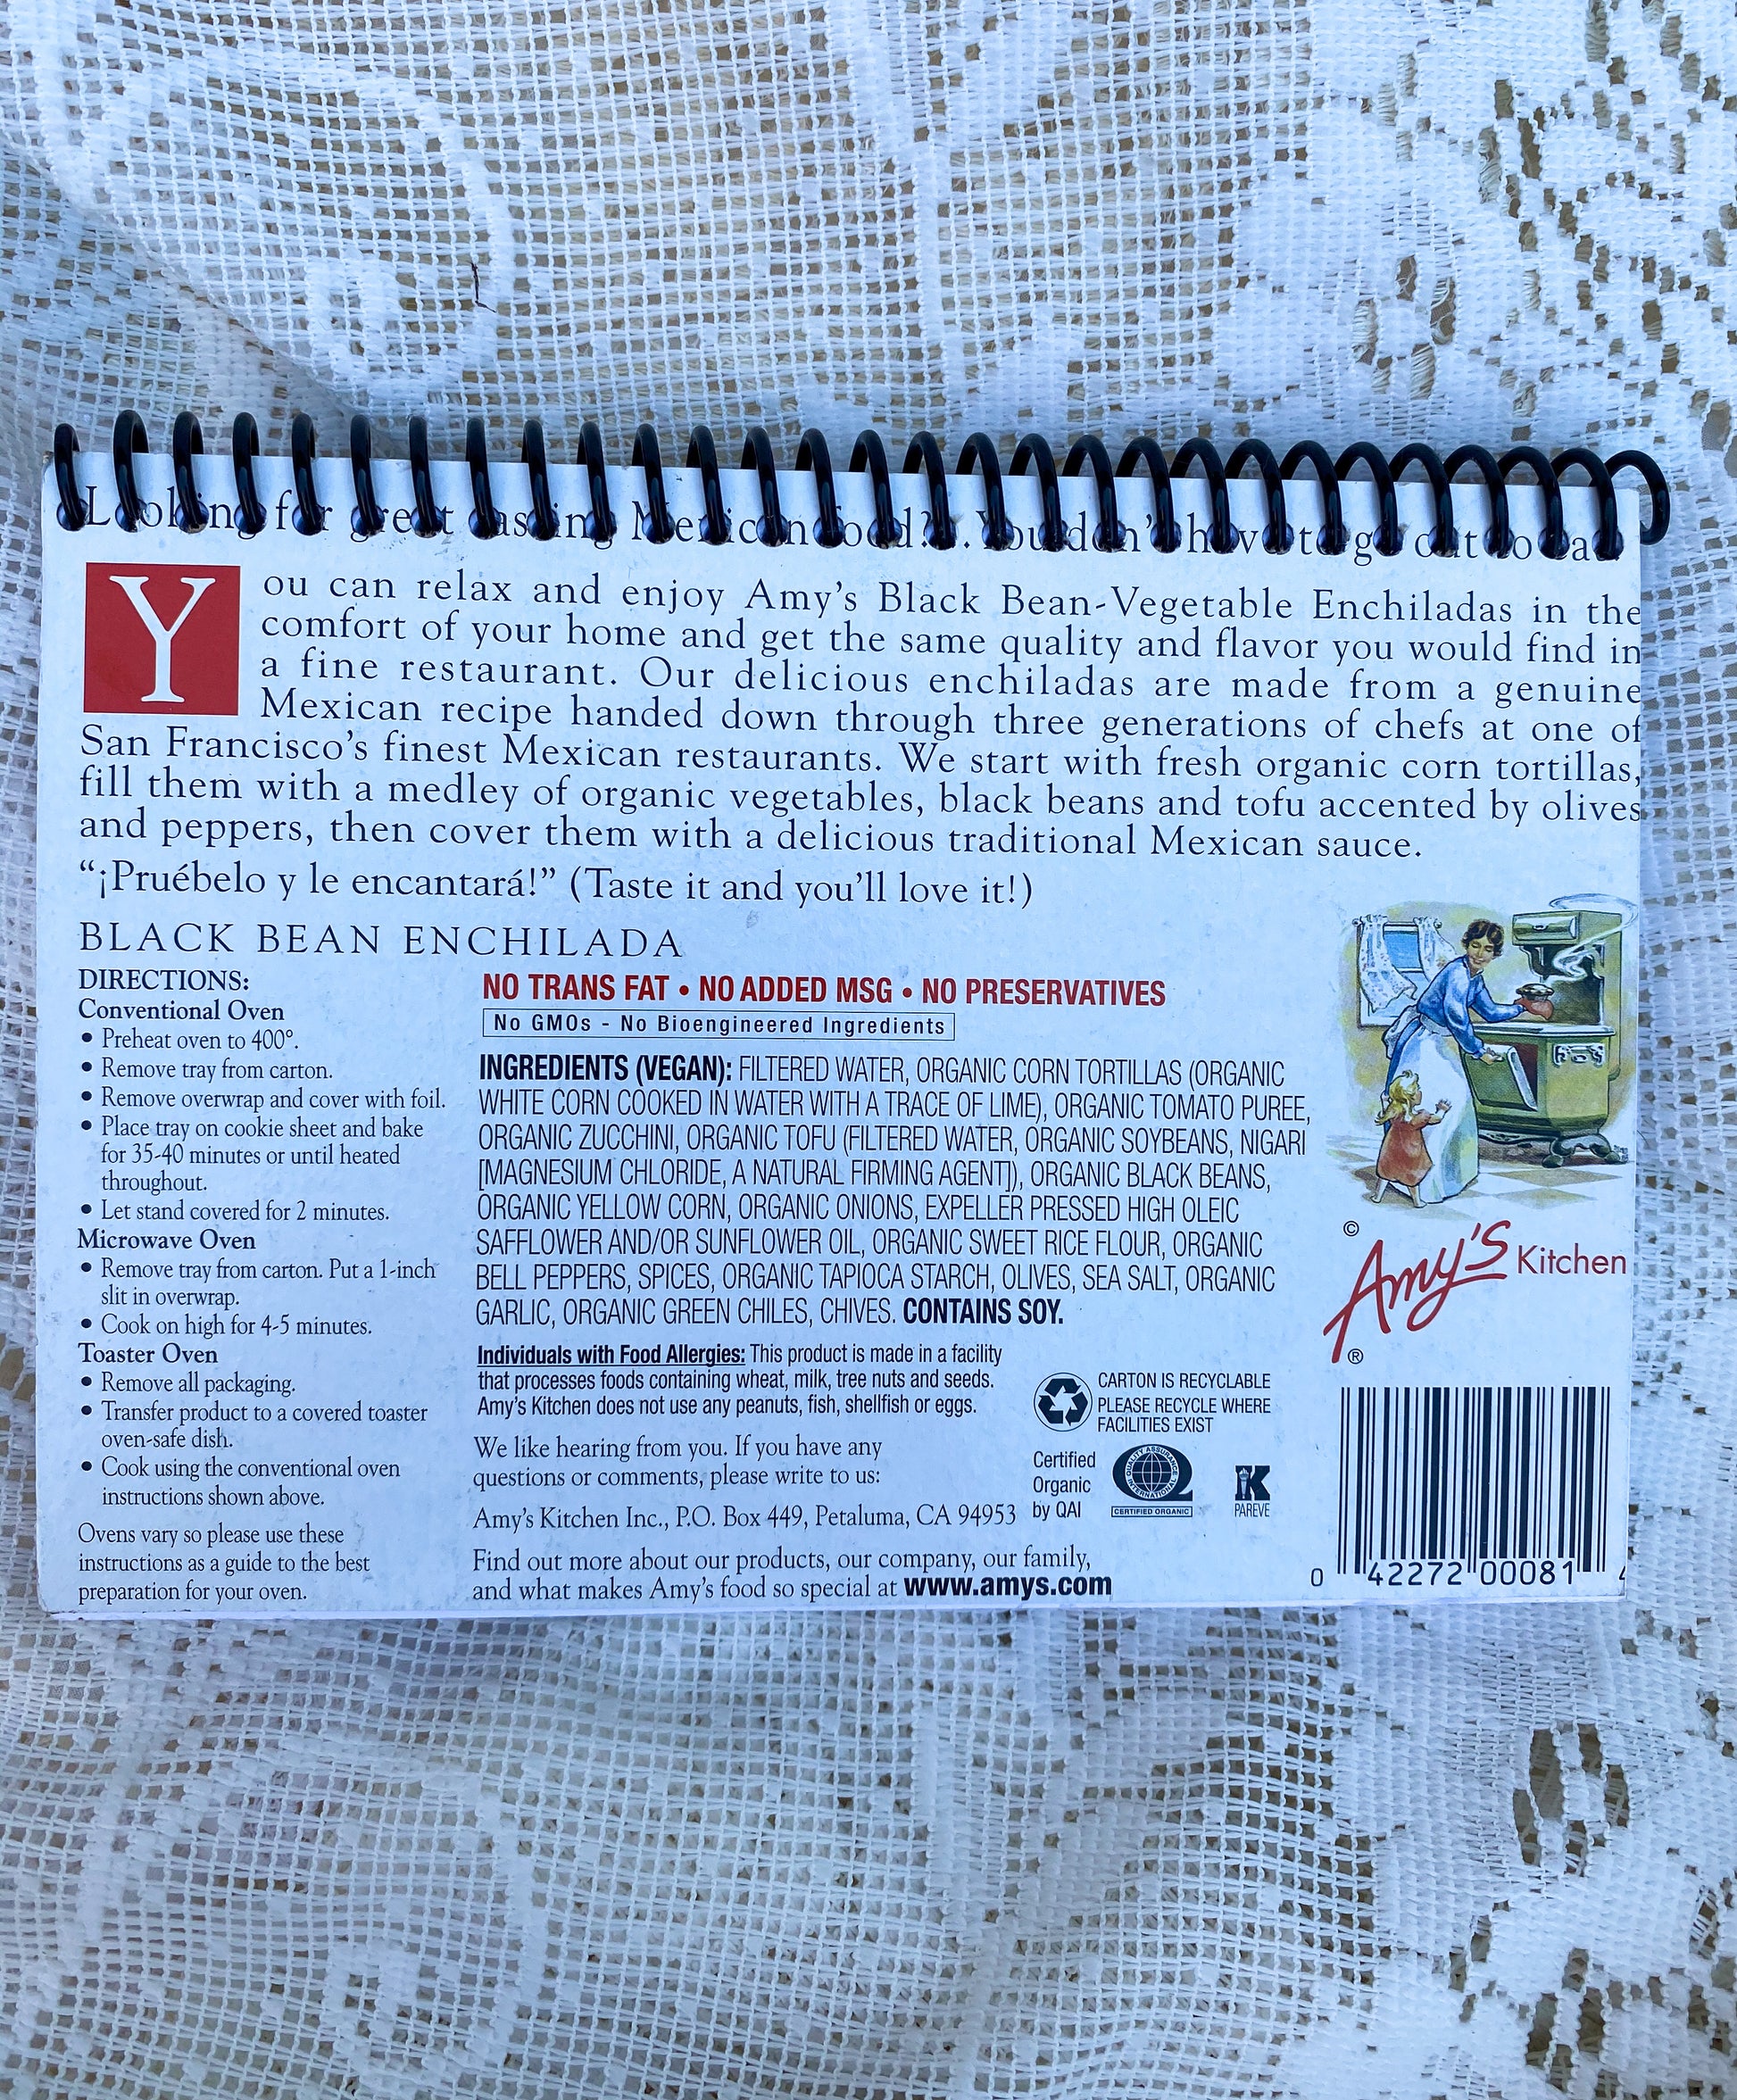 Looking for great tasting Mexican food?... You don't have to go out to eat.
You can relax and enjoy Amy's Black Bean-Vegetable Enchiladas in the
comfort of your home and get the same quality and flavor you would find in
a fine restaurant. Our delicious enchiladas are made from a genuine
Mexican recipe handed down through three generations of chefs at one of
San Francisco's finest Mexican restaurants. We start with fresh organic corn tortillas,
fill them with a medley of organic vegetables, black beans and tofu accented by olives
and peppers, then cover them with a delicious traditional Mexican sauce.
“¡Pruébelo y le encantará!” (Taste it and you'll love it!)
BLACK BEAN ENCHILADA
DIRECTIONS:
Conventional Oven
• Preheat oven to 400°.
• Remove tray from carton.
• Remove overwrap and cover with foil.
• Place tray on cookie sheet and bake
for 35-40 minutes or until heated
throughout.
• Let stand covered for 2 minutes.
Microwave Oven
• Remove tray from carton. Put a 1-inch
slit in overwrap.
• Cook on high for 4-5 minutes.
Toaster Oven
• Remove all packaging.
• Transfer product to a covered toaster
oven-safe dish.
• Cook using the conventional oven
instructions shown above.
Ovens vary so please use these
instructions as a guide to the best
preparation for your oven.
NO TRANS FAT • NO ADDED MSG • NO PRESERVATIVES
No GMOs - No Bioengineered Ingredients
INGREDIENTS (VEGAN): FILTERED WATER, ORGANIC CORN TORTILLAS (ORGANIC
WHITE CORN COOKED IN WATER WITH A TRACE OF LIME), ORGANIC TOMATO PUREE,
ORGANIC ZUCCHINI, ORGANIC TOFU (FILTERED WATER, ORGANIC SOYBEANS, NIGARI
[MAGNESIUM CHLORIDE, A NATURAL FIRMING AGENT]), ORGANIC BLACK BEANS,
ORGANIC YELLOW CORN, ORGANIC ONIONS, EXPELLER PRESSED HIGH OLEIC
SAFFLOWER AND/OR SUNFLOWER OIL, ORGANIC SWEET RICE FLOUR, ORGANIC
BELL PEPPERS, SPICES, ORGANIC TAPIOCA STARCH, OLIVES, SEA SALT, ORGANIC
GARLIC, ORGANIC GREEN CHILES, CHIVES. CONTAINS SOY.
Individuals with Food Allergies: This product is made in a facility
that processes foods containing wheat, milk, tree nuts and seeds.
Amy's Kitchen does not use any peanuts, fish, shellfish or eggs.
We like hearing from you. If you have any
questions or comments, please write to us:
Amy's Kitchen Inc., P.O. Box 449, Petaluma, CA 94953
Find out more about our products, our company, our family,
and what makes Amy's food so special at www.amys.com
CARTON IS RECYCLABLE
PLEASE RECYCLE WHERE
FACILITIES EXIST
Certified
Organic
by QAI
QUALITY ASSURANCE
INTERNATIONAL
CERTIFIED ORGANIC
K
PAREVE
©
Amy's Kitchen
®
0 42272 00081